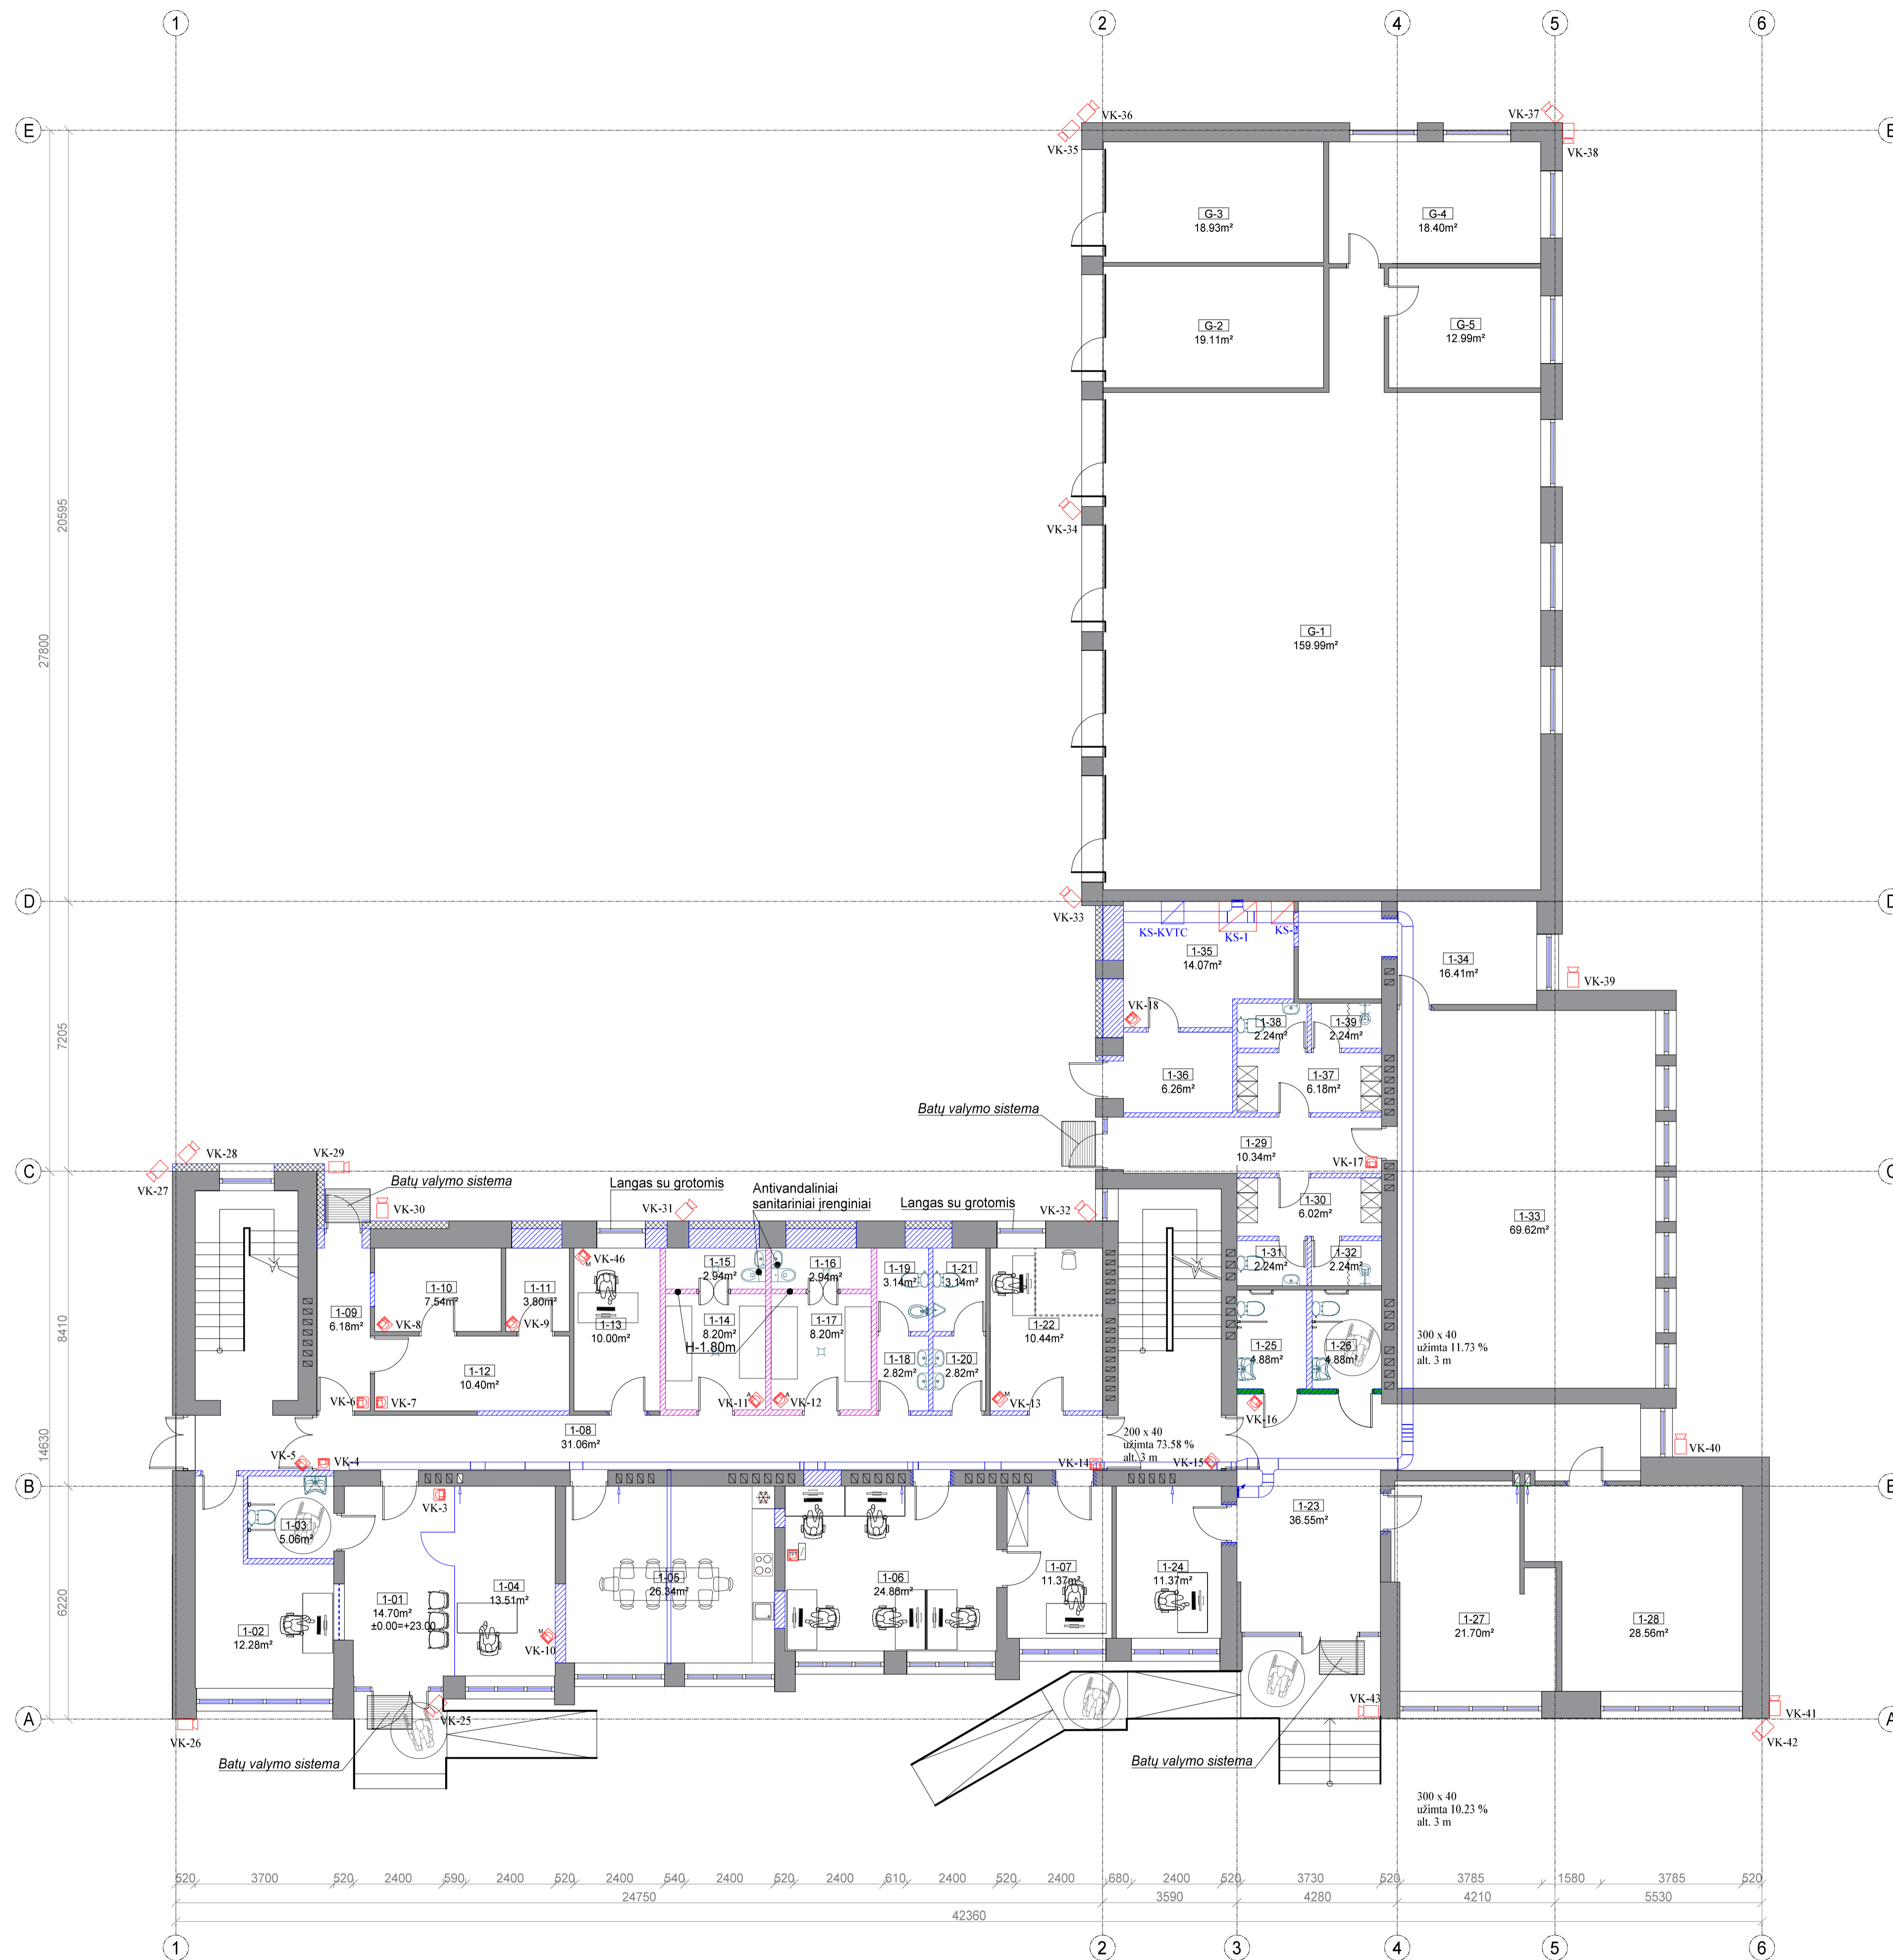 1
2
4
5
6
E
VK-36
VK-35
VK-37
VK-38
G-3
18.93m²
G-4
18.40m²
G-2
19.11m²
G-5
12.99m²
20595
VK-34
27800
G-1
159.99m²
D
VK-33
KS-KVTC
KS-1
KS-2
1-35
14.07m²
1-34
16.41m²
VK-39
VK-18
1-38
2.24m²
1-39
2.24m²
7205
1-36
6.26m²
1-37
6.18m²
Batų valymo sistema
1-29
10.34m²
VK-17
C
C
VK-28
VK-29
VK-27
Batų valymo sistema
VK-30
Langas su grotomis
VK-31
Antivandaliniai
sanitariniai įrenginiai
Langas su grotomis
VK-32
1-30
6.02m²
1-33
69.62m²
1-31
2.24m²
1-32
2.24m²
VK-46
M
1-15
2.94m²
1-16
2.94m²
1-19
3.14m²
1-21
3.14m²
1-10
7.54m²
1-11
3.80m²
1-09
6.18m²
VK-8
VK-9
1-13
10.00m²
1-14
8.20m²
1-17
8.20m²
1-22
10.44m²
H-1.80m
8410
1-25
4.88m²
1-26
4.88m²
300 x 40
užimta 11.73 %
alt. 3 m
1-12
10.40m²
1-18
2.82m²
1-20
2.82m²
VK-6
VK-7
VK-11
A
A
VK-12
M
VK-13
VK-16
14630
1-08
31.06m²
200 x 40
užimta 73.58 %
alt. 3 m
VK-40
VK-5
VK-4
VK-14
VK-15
B
VK-3
1-03
5.06m²
1-23
36.55m²
6220
1-01
14.70m²
±0.00=+23.00
1-04
13.51m²
1-05
26.34m²
1-06
24.86m²
1-07
11.37m²
1-24
11.37m²
1-02
12.28m²
M
VK-10
1-27
21.70m²
1-28
28.56m²
A
A
VK-26
VK-25
VK-43
VK-41
VK-42
Batų valymo sistema
Batų valymo sistema
300 x 40
užimta 10.23 %
alt. 3 m
520
3700
520
2400
590
2400
520
2400
540
2400
520
2400
610
2400
520
2400
680
2400
520
3730
520
3785
1580
3785
520
24750
3590
4280
4210
5530
42360
1
2
3
4
5
6